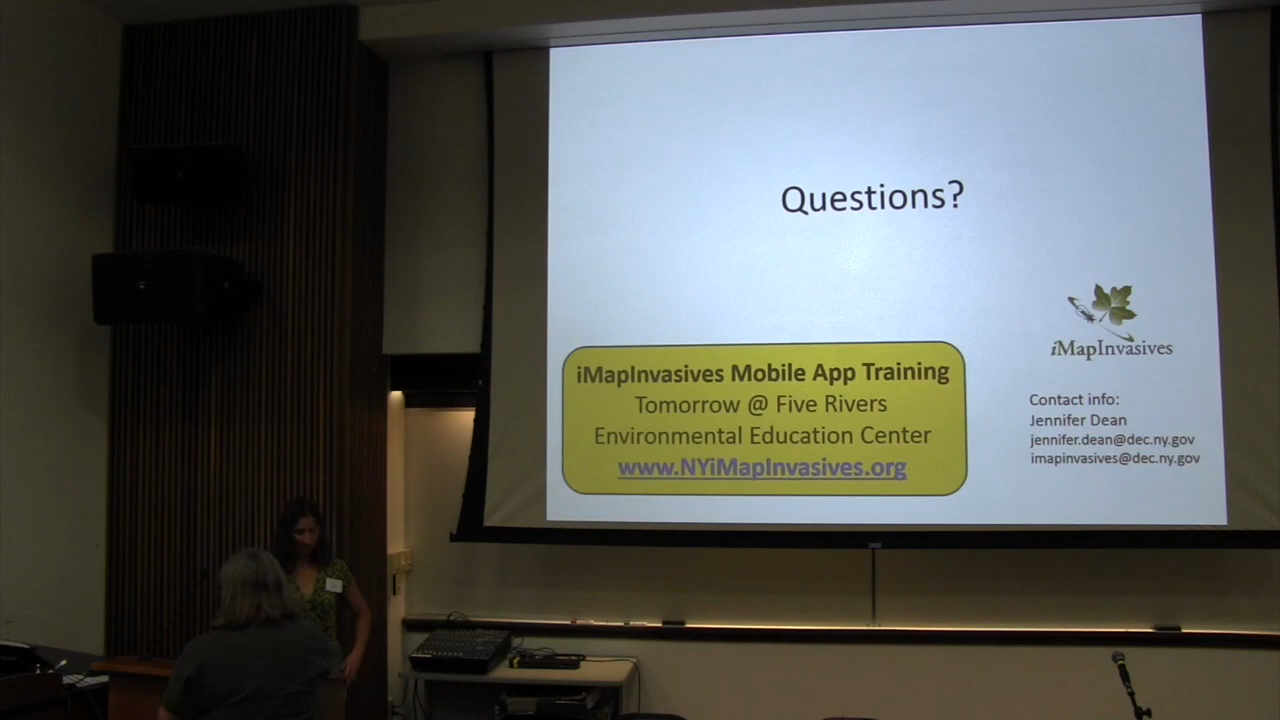 Questions?
iMapInvasives
iMapInvasives Mobile App Training
Tomorrow @ Five Rivers
Environmental Education Center
www.NYiMapInvasives.org
Contact info:
Jennifer Dean
jennifer.dean@dec.ny.gov
imapinvasives@dec.ny.gov